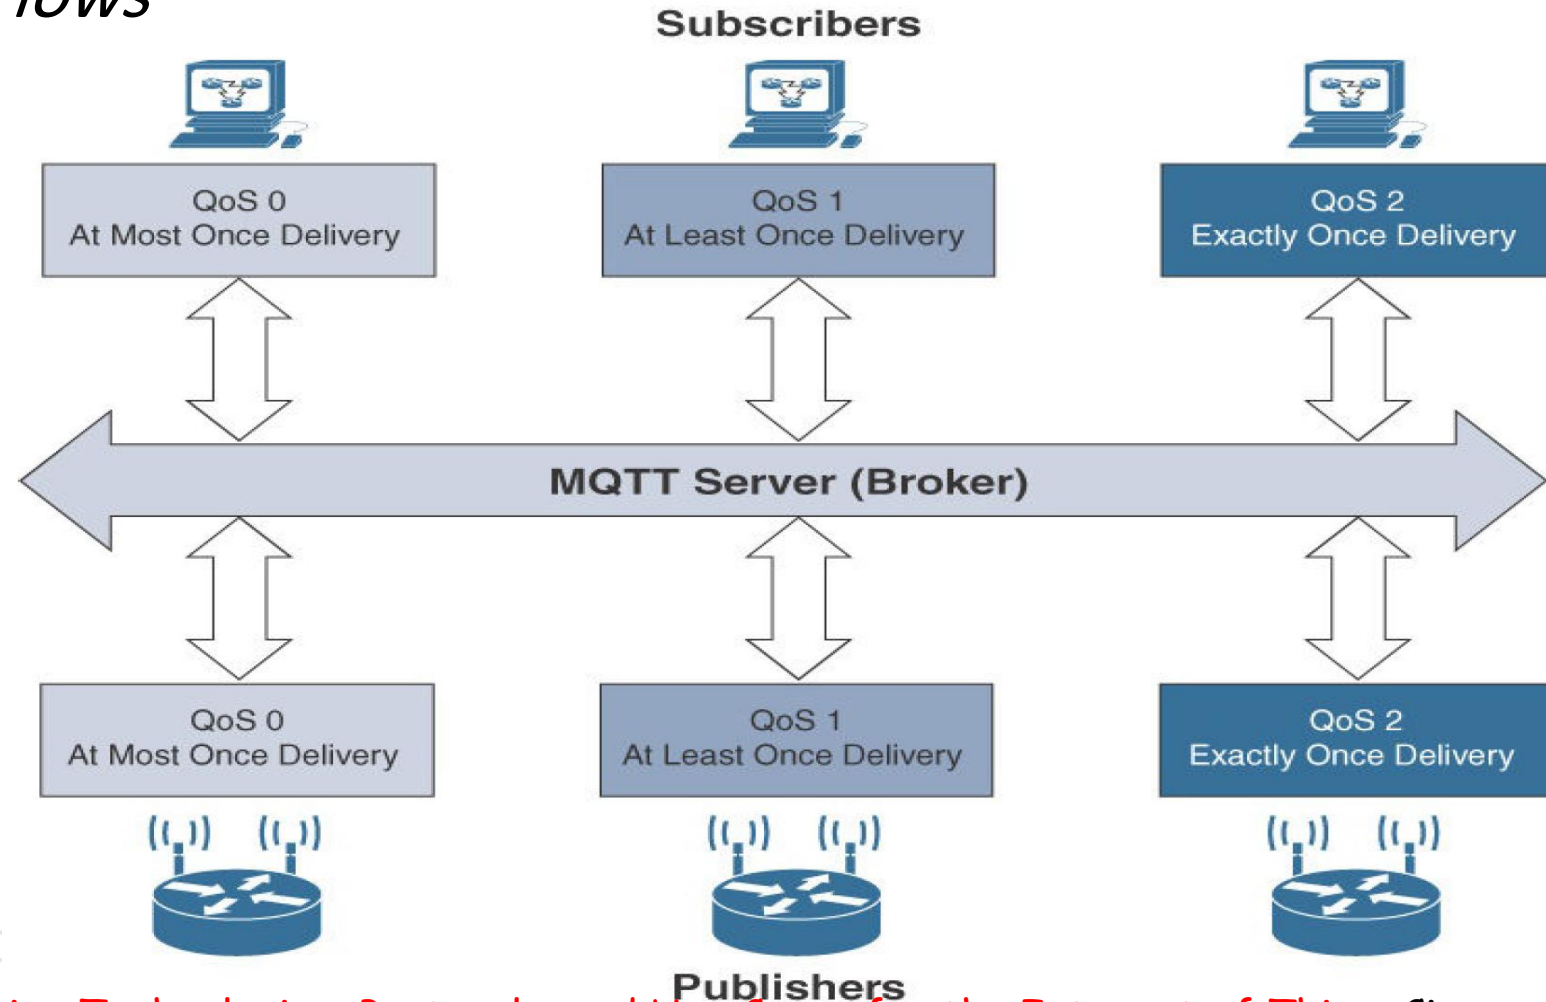 Subscribers
QoS 0
At Most Once Delivery
QoS 1
At Least Once Delivery
QoS 2
Exactly Once Delivery
MQTT Server (Broker)
QoS 0
At Most Once Delivery
QoS 1
At Least Once Delivery
QoS 2
Exactly Once Delivery
Publishers